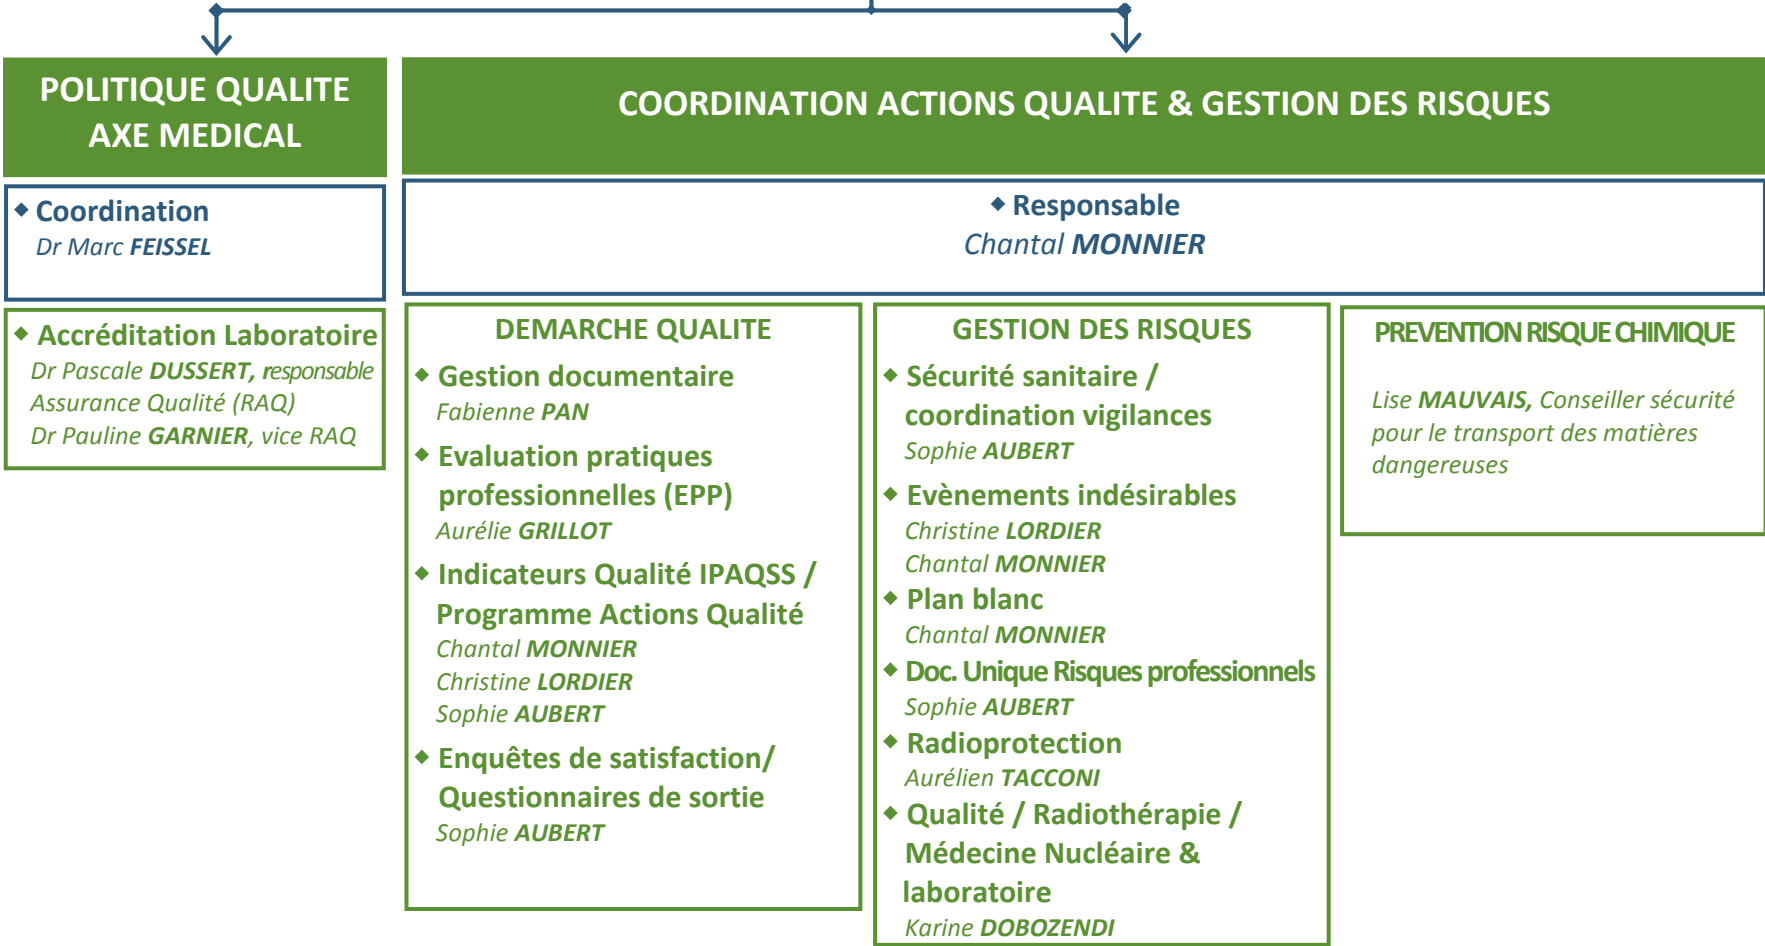 POLITIQUE QUALITE
AXE MEDICAL
◆ Coordination
Dr Marc FEISSEL
◆ Accréditation Laboratoire
Dr Pascale DUSSERT, responsable
Assurance Qualité (RAQ)
Dr Pauline GARNIER, vice RAQ
COORDINATION ACTIONS QUALITE & GESTION DES RISQUES
◆ Responsable
Chantal MONNIER
DEMARCHE QUALITE
◆ Gestion documentaire
Fabienne PAN
◆ Evaluation pratiques
professionnelles (EPP)
Aurélie GRILLOT
◆ Indicateurs Qualité IPAQSS /
Programme Actions Qualité
Chantal MONNIER
Christine LORDIER
Sophie AUBERT
◆ Enquêtes de satisfaction/
Questionnaires de sortie
Sophie AUBERT
GESTION DES RISQUES
◆ Sécurité sanitaire /
coordination vigilances
Sophie AUBERT
◆ Evènements indésirables
Christine LORDIER
Chantal MONNIER
◆ Plan blanc
Chantal MONNIER
◆ Doc. Unique Risques professionnels
Sophie AUBERT
◆ Radioprotection
Aurélien TACCONI
◆ Qualité / Radiothérapie /
Médecine Nucléaire &
laboratoire
Karine DOBOZENDI
PREVENTION RISQUE CHIMIQUE
Lise MAUVAIS, Conseiller sécurité
pour le transport des matières
dangereuses